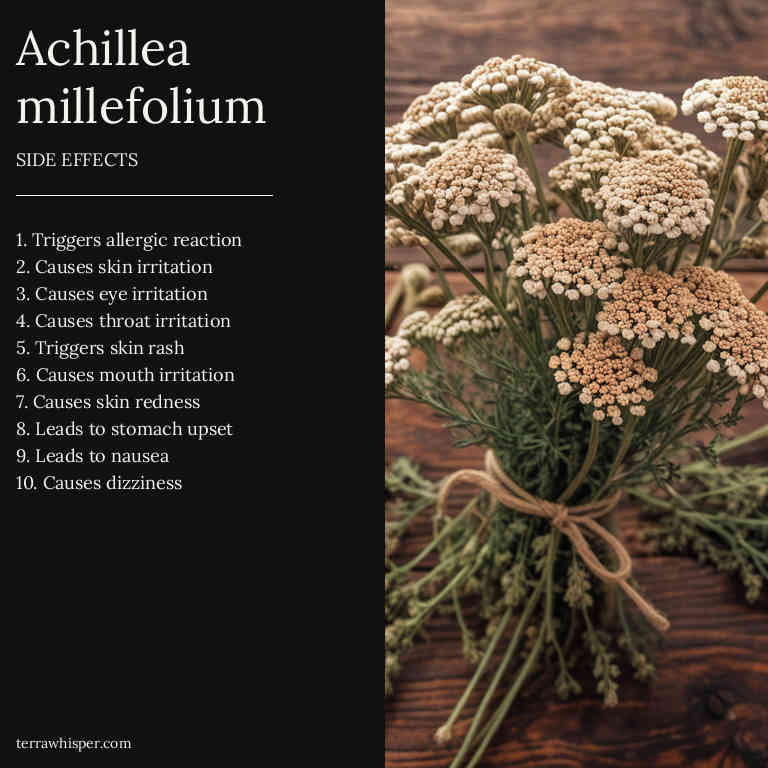 Achillea
millefolium
SIDE EFFECTS
1. Triggers allergic reaction
2. Causes skin irritation
3. Causes eye irritation
4. Causes throat irritation
5. Triggers skin rash
6. Causes mouth irritation
7. Causes skin redness
8. Leads to stomach upset
9. Leads to nausea
10. Causes dizziness
terrawhisper.com